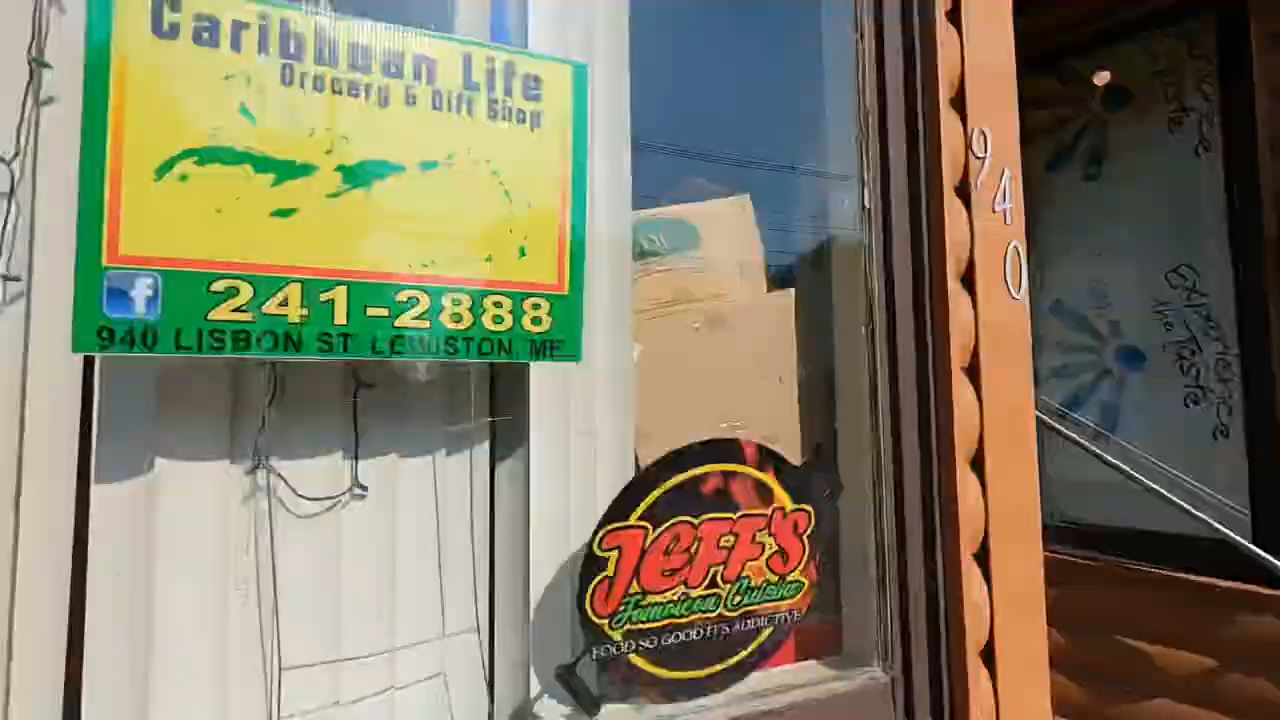 Caribbean Life
Grocery & Gift Shop
f
241-2888
940 LISBON ST LEWISTON, ME
JEFF'S
Jamaican Cuisine
FOOD SO GOOD IT'S ADDICTIVE
940
Experience
the Taste